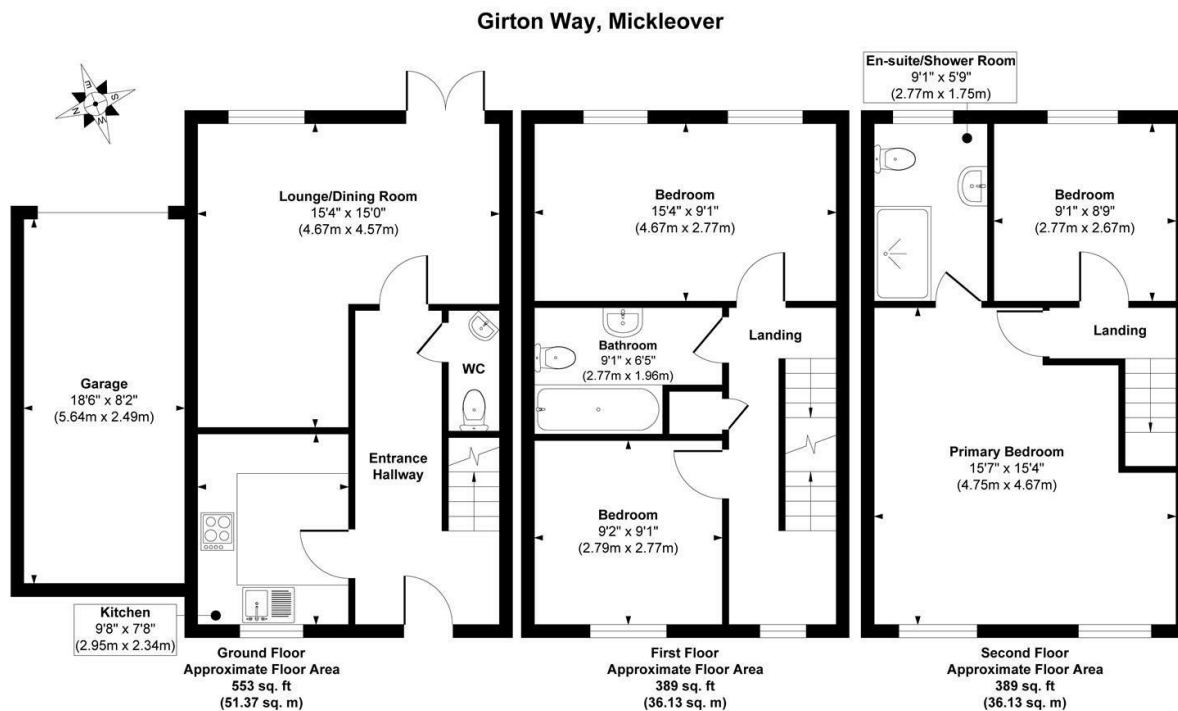 Girton Way, Mickleover
E
S
N
W
Lounge/Dining Room
15'4" x 15'0"
(4.67m x 4.57m)
Garage
18'6" x 8'2"
(5.64m x 2.49m)
WC
Entrance
Hallway
Kitchen
9'8" x 7'8"
(2.95m x 2.34m)
Ground Floor
Approximate Floor Area
553 sq. ft
(51.37 sq. m)
Bedroom
15'4" x 9'1"
(4.67m x 2.77m)
Bathroom
9'1" x 6'5"
(2.77m x 1.96m)
Landing
Bedroom
9'2" x 9'1"
(2.79m x 2.77m)
First Floor
Approximate Floor Area
389 sq. ft
(36.13 sq. m)
En-suite/Shower Room
9'1" x 5'9"
(2.77m x 1.75m)
Bedroom
9'1" x 8'9"
(2.77m x 2.67m)
Landing
Primary Bedroom
15'7" x 15'4"
(4.75m x 4.67m)
Second Floor
Approximate Floor Area
389 sq. ft
(36.13 sq. m)